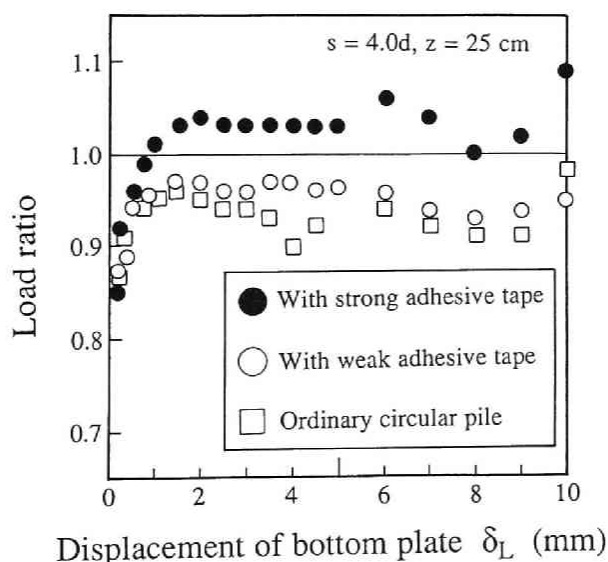 s = 4.0d, z = 25 cm
1.1
1.0
0.9
0.8
0.7
Load ratio
With strong adhesive tape
With weak adhesive tape
Ordinary circular pile
0 2 4 6 8 10
Displacement of bottom plate δL (mm)